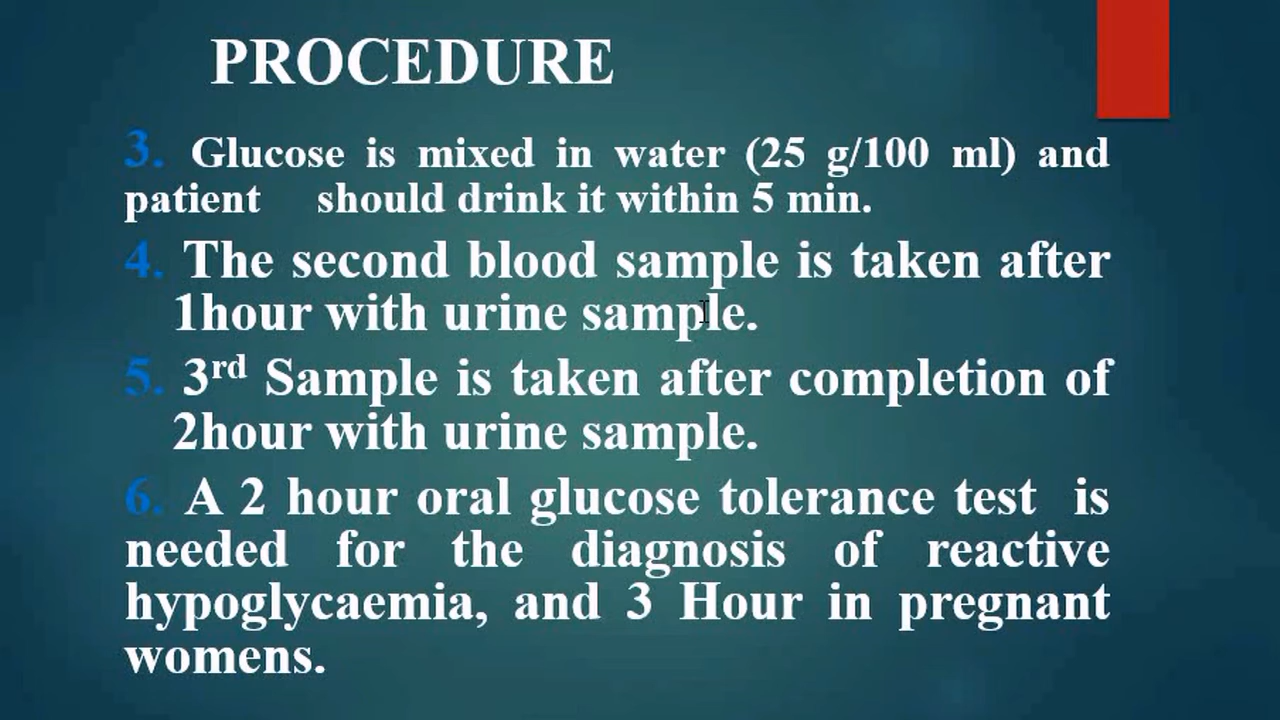 PROCEDURE
3. Glucose is mixed in water (25 g/100 ml) and
patient should drink it within 5 min.
4. The second blood sample is taken after
1hour with urine sample.
5. 3rd Sample is taken after completion of
2hour with urine sample.
6. A 2 hour oral glucose tolerance test is
needed for the diagnosis of reactive
hypoglycaemia, and 3 Hour in pregnant
womens.